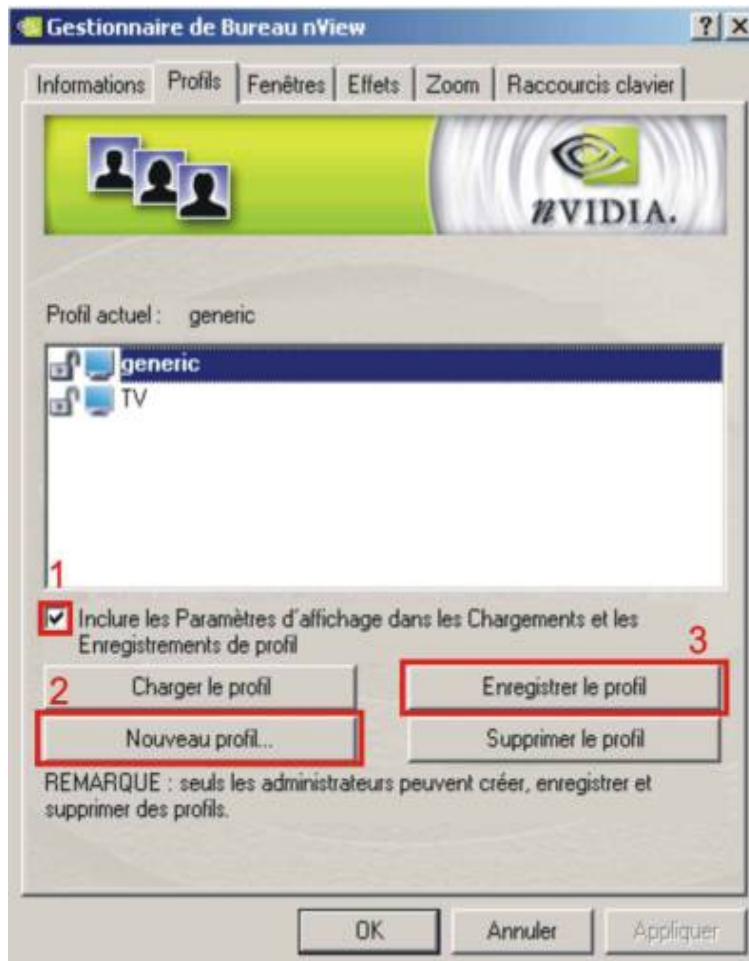 Gestionnaire de Bureau nView
Informations
Profils
Fenêtres
Effets
Zoom
Raccourcis clavier
nVIDIA.
Profil actuel : generic
generic
TV
1
Inclure les Paramètres d'affichage dans les Chargements et les
Enregistrements de profil
3
2
Charger le profil
Enregistrer le profil
Nouveau profil...
Supprimer le profil
REMARQUE : seuls les administrateurs peuvent créer, enregistrer et
supprimer des profils.
OK
Annuler
Appliquer